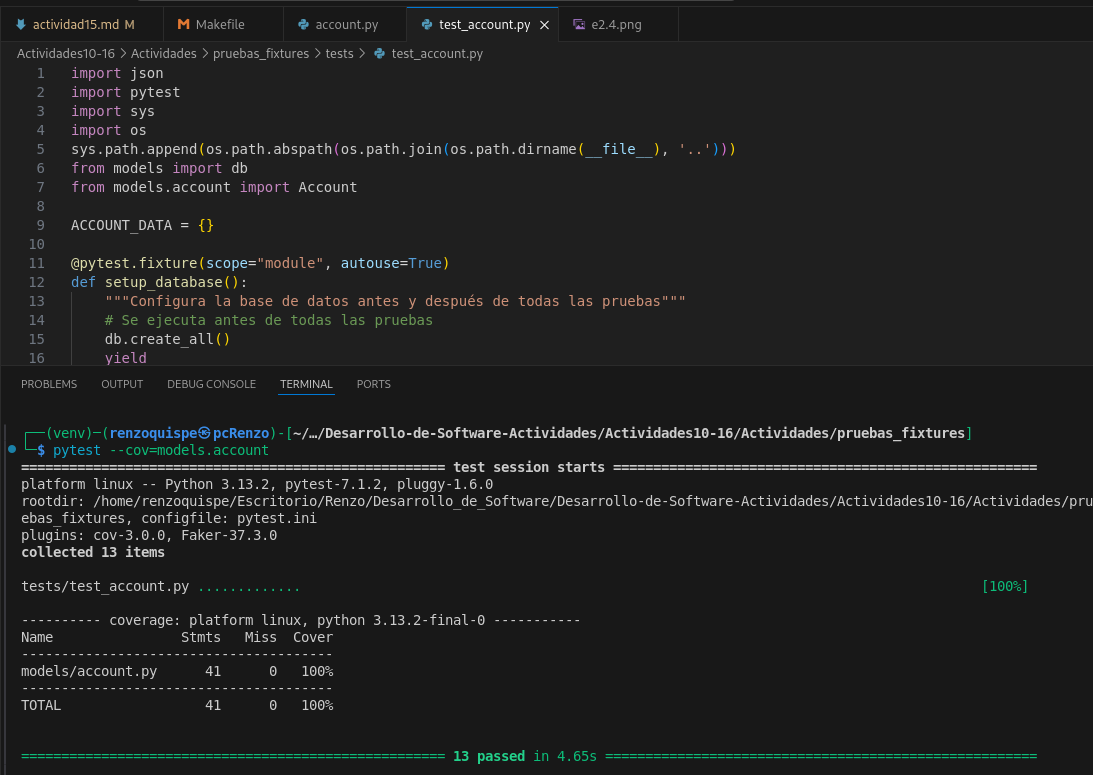 actividad15.md M Makefile account.py test_account.py e2.4.png
Actividades10-16 > Actividades > pruebas_fixtures > tests > test_account.py
1 import json
2 import pytest
3 import sys
4 import os
5 sys.path.append(os.path.abspath(os.path.join(os.path.dirname(__file__), '..')))
6 from models import db
7 from models.account import Account
8
9 ACCOUNT_DATA = {}
10
11 @pytest.fixture(scope="module", autouse=True)
12 def setup_database():
13     """Configura la base de datos antes y después de todas las pruebas"""
14     # Se ejecuta antes de todas las pruebas
15     db.create_all()
16     yield
PROBLEMS OUTPUT DEBUG CONSOLE TERMINAL PORTS
┌──(venv)─(renzoquispe㉿pcRenzo)-[~/…/Desarrollo-de-Software-Actividades/Actividades10-16/Actividades/pruebas_fixtures]
└─$ pytest --cov=models.account
===================================================== test session starts =====================================================
platform linux -- Python 3.13.2, pytest-7.1.2, pluggy-1.6.0
rootdir: /home/renzoquispe/Escritorio/Renzo/Desarrollo_de_Software/Desarrollo-de-Software-Actividades/Actividades10-16/Actividades/pru
ebas_fixtures, configfile: pytest.ini
plugins: cov-3.0.0, Faker-37.3.0
collected 13 items
tests/test_account.py ............. [100%]
---------- coverage: platform linux, python 3.13.2-final-0 -----------
Name                Stmts   Miss  Cover
---------------------------------------
models/account.py      41      0   100%
---------------------------------------
TOTAL                  41      0   100%
===================================================== 13 passed in 4.65s ======================================================